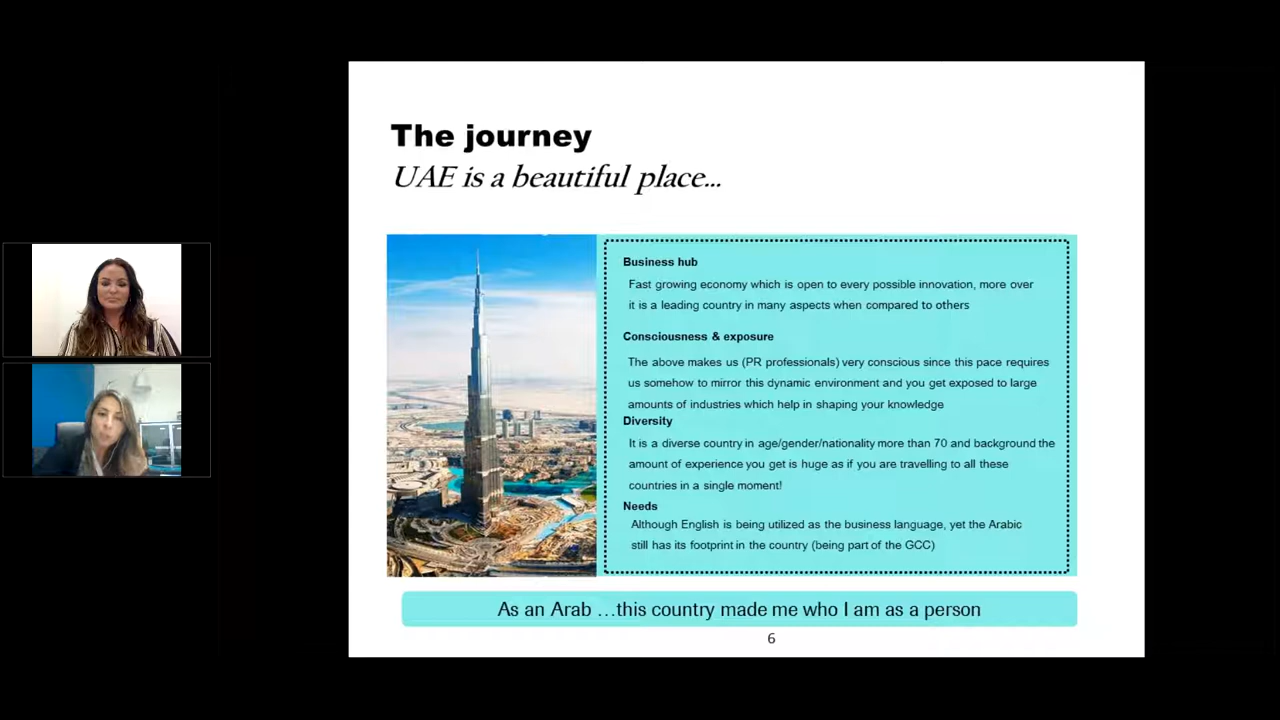 The journey
UAE is a beautiful place...
Business hub
Fast growing economy which is open to every possible innovation, more over
it is a leading country in many aspects when compared to others
Consciousness & exposure
The above makes us (PR professionals) very conscious since this pace requires
us somehow to mirror this dynamic environment and you get exposed to large
amounts of industries which help in shaping your knowledge
Diversity
It is a diverse country in age/gender/nationality more than 70 and background the
amount of experience you get is huge as if you are travelling to all these
countries in a single moment!
Needs
Although English is being utilized as the business language, yet the Arabic
still has its footprint in the country (being part of the GCC)
As an Arab ...this country made me who I am as a person
6